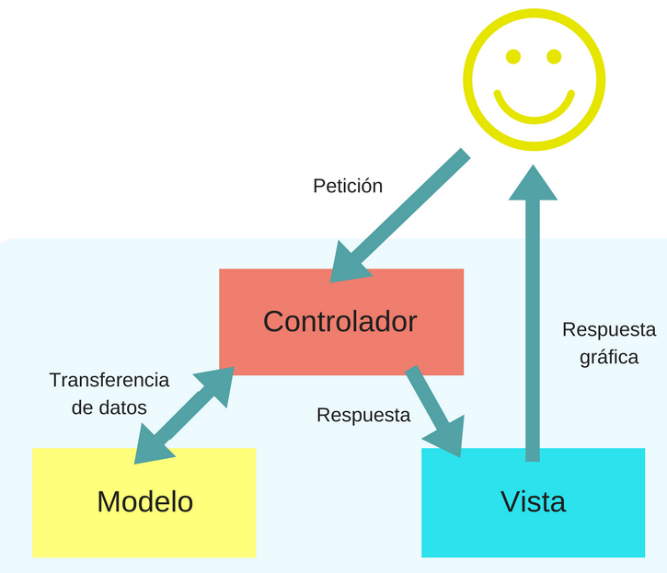 Petición
Controlador
Respuesta
gráfica
Transferencia
de datos
Respuesta
Modelo
Vista